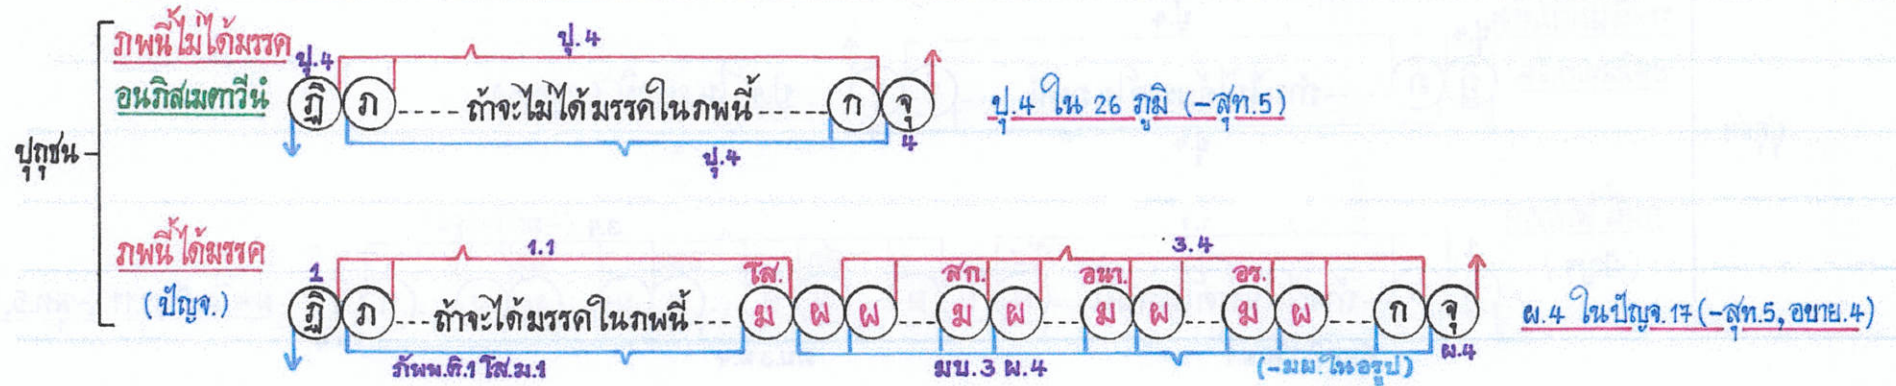 ภพนี้ไม่ได้มรรค
ปุ.4
ปุ.4
อนภิสเมตาวีนํ
ฏิ ภ ---- ถ้าจะไม่ได้มรรคในภพนี้ ------ ก จุ
ปุ.4 ใน 26 ภูมิ (-สุท.5)
4
ปุ.4
ปุถุชน
ภพนี้ได้มรรค
1
1.1
3.4
โส. สก. อนา. อร.
(ปัญจ.)
ฏิ ภ --- ถ้าจะได้มรรคในภพนี้ ---- ม ผ ผ ---- ม ผ ---- ม ผ ---- ม ผ ---- ก จุ
ผ.4 ในปัญจ.17 (-สุท.5, อบาย.4)
ภัพพ.ติ.1 โส.ม.1
มบ.3 ผ.4
(-มผ.ในอรูป)
ผ.4